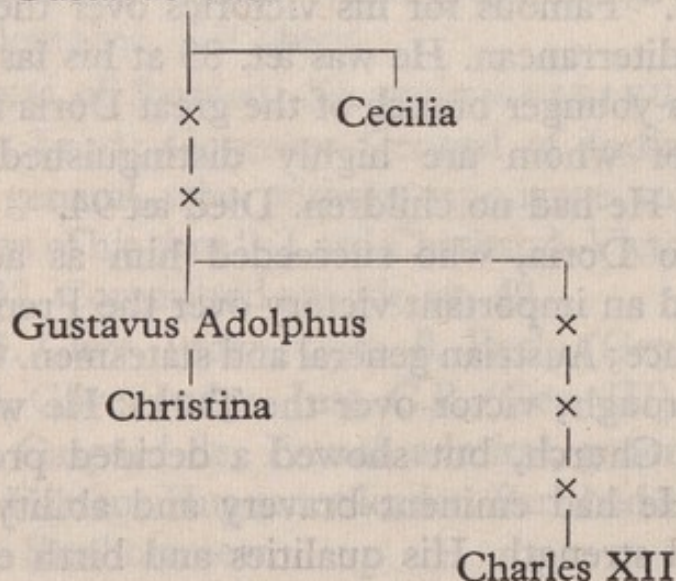 Cecilia
×
×
Gustavus Adolphus ×
Christina ×
×
Charles XII